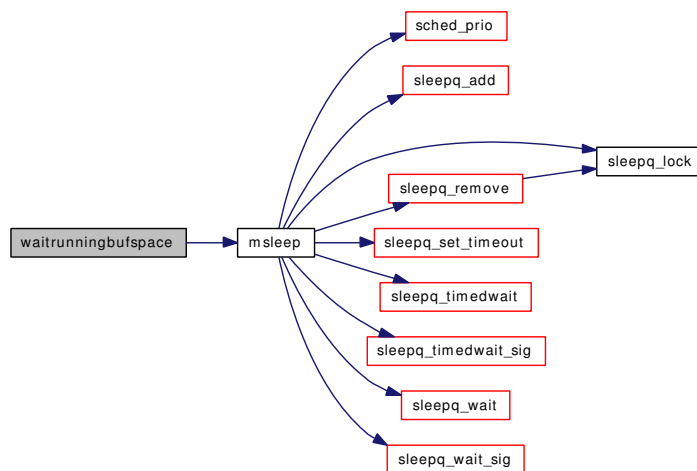 sched_prio
sleepq_add
sleepq_lock
sleepq_remove
waitrunningbufspace
msleep
sleepq_set_timeout
sleepq_timedwait
sleepq_timedwait_sig
sleepq_wait
sleepq_wait_sig